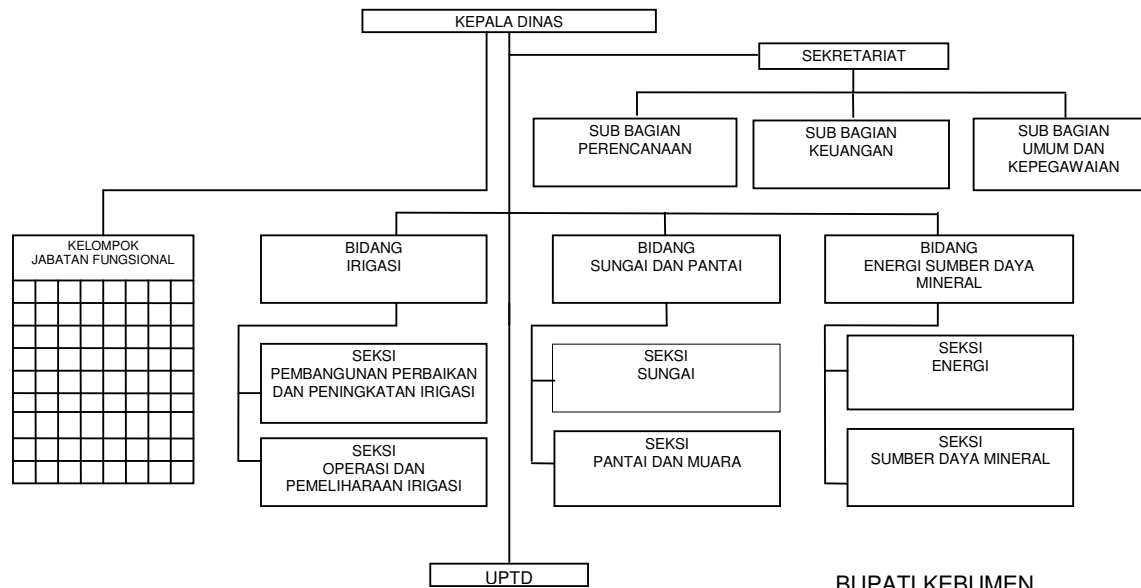 KEPALA DINAS
SEKRETARIAT
SUB BAGIAN
PERENCANAAN
SUB BAGIAN
KEUANGAN
SUB BAGIAN
UMUM DAN
KEPEGAWAIAN
KELOMPOK
JABATAN FUNGSIONAL
BIDANG
IRIGASI
BIDANG
SUNGAI DAN PANTAI
BIDANG
ENERGI SUMBER DAYA
MINERAL
SEKSI
PEMBANGUNAN PERBAIKAN
DAN PENINGKATAN IRIGASI
SEKSI
SUNGAI
SEKSI
ENERGI
SEKSI
OPERASI DAN
PEMELIHARAAN IRIGASI
SEKSI
PANTAI DAN MUARA
SEKSI
SUMBER DAYA MINERAL
UPTD
BUPATI KEBUMEN